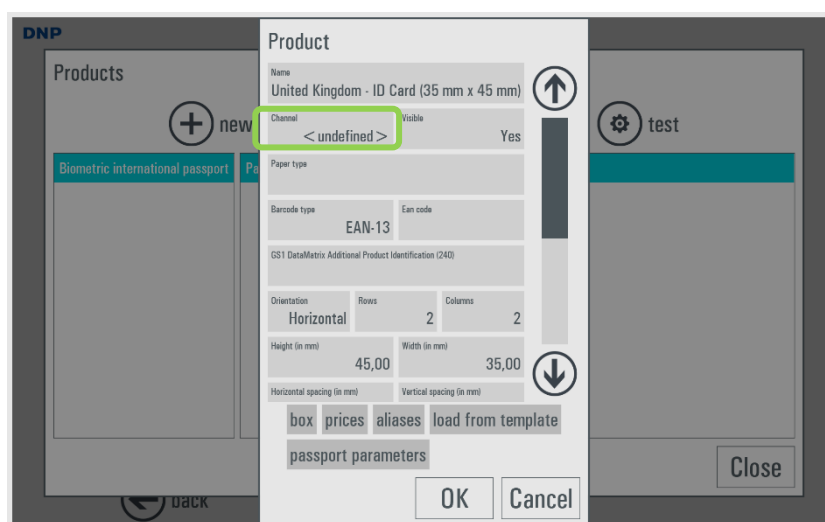 DNP
Products
new
test
Biometric international passport
Pa
back
Close
Product
Name
United Kingdom - ID Card (35 mm x 45 mm)
Channel
Visible
< undefined >
Yes
Paper type
Barcode type
Ean code
EAN-13
GS1 DataMatrix Additional Product Identification (240)
Orientation
Rows
Columns
Horizontal
2
2
Height (in mm)
Width (in mm)
45,00
35,00
Horizontal spacing (in mm)
Vertical spacing (in mm)
box prices aliases load from template
passport parameters
OK Cancel